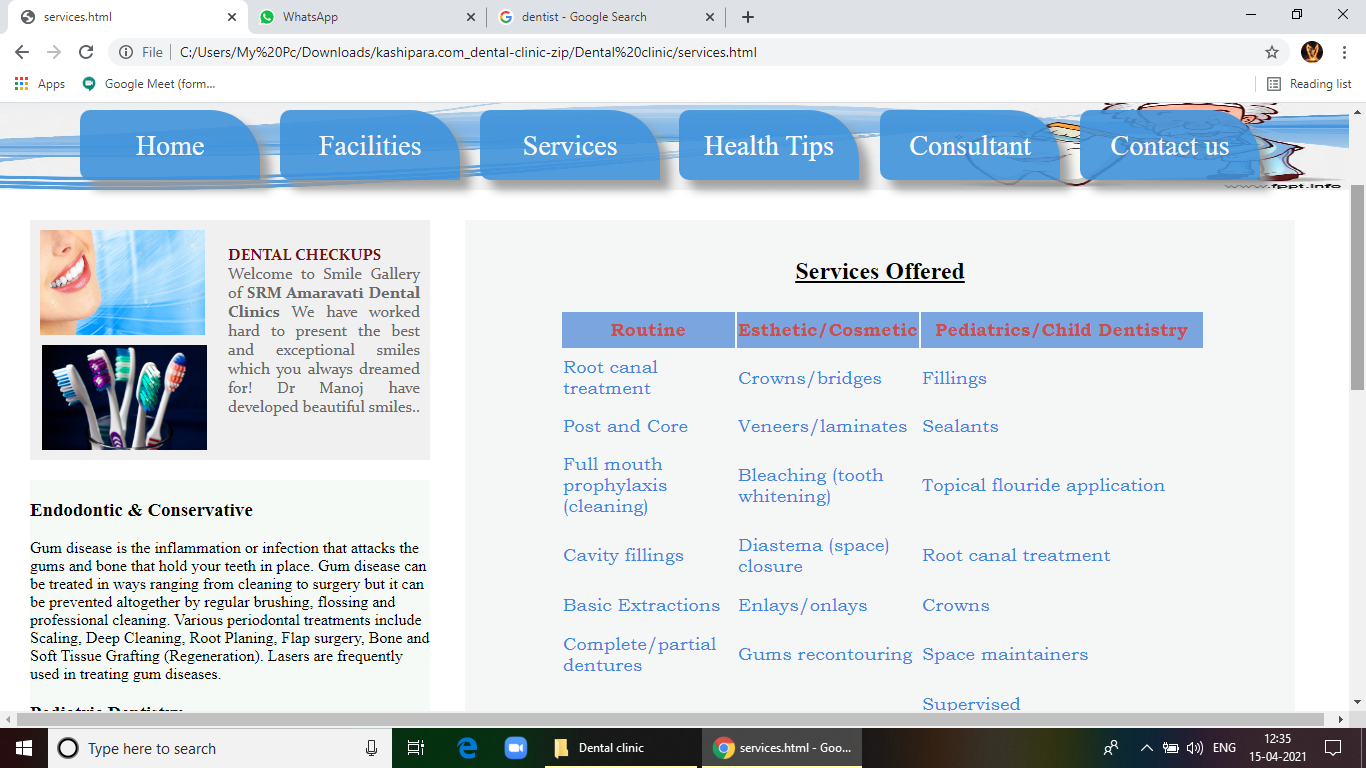 services.html
WhatsApp
dentist - Google Search
File
C:/Users/My%20Pc/Downloads/kashipara.com_dental-clinic-zip/Dental%20clinic/services.html
Apps
Google Meet (form...
Reading list
Home
Facilities
Services
Health Tips
Consultant
Contact us
www.fppt.info
DENTAL CHECKUPS
Welcome to Smile Gallery
of SRM Amaravati Dental
Clinics We have worked
hard to present the best
and exceptional smiles
which you always dreamed
for! Dr Manoj have
developed beautiful smiles..
Endodontic & Conservative
Gum disease is the inflammation or infection that attacks the
gums and bone that hold your teeth in place. Gum disease can
be treated in ways ranging from cleaning to surgery but it can
be prevented altogether by regular brushing, flossing and
professional cleaning. Various periodontal treatments include
Scaling, Deep Cleaning, Root Planing, Flap surgery, Bone and
Soft Tissue Grafting (Regeneration). Lasers are frequently
used in treating gum diseases.
Pediatric Dentistry
Services Offered
Routine Esthetic/Cosmetic Pediatrics/Child Dentistry
Root canal
treatment
Crowns/bridges
Fillings
Post and Core
Veneers/laminates
Sealants
Full mouth
prophylaxis
(cleaning)
Bleaching (tooth
whitening)
Topical flouride application
Cavity fillings
Diastema (space)
closure
Root canal treatment
Basic Extractions
Enlays/onlays
Crowns
Complete/partial
dentures
Gums recontouring
Space maintainers
Supervised
Type here to search
Dental clinic
services.html - Goo...
ENG
12:35
15-04-2021